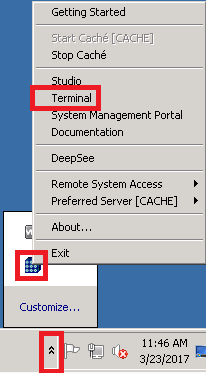 Getting Started
Start Caché [CACHE]
Stop Caché
Studio
Terminal
System Management Portal
Documentation
DeepSee
Remote System Access
Preferred Server [CACHE]
About...
Exit
Customize...
11:46 AM
3/23/2017